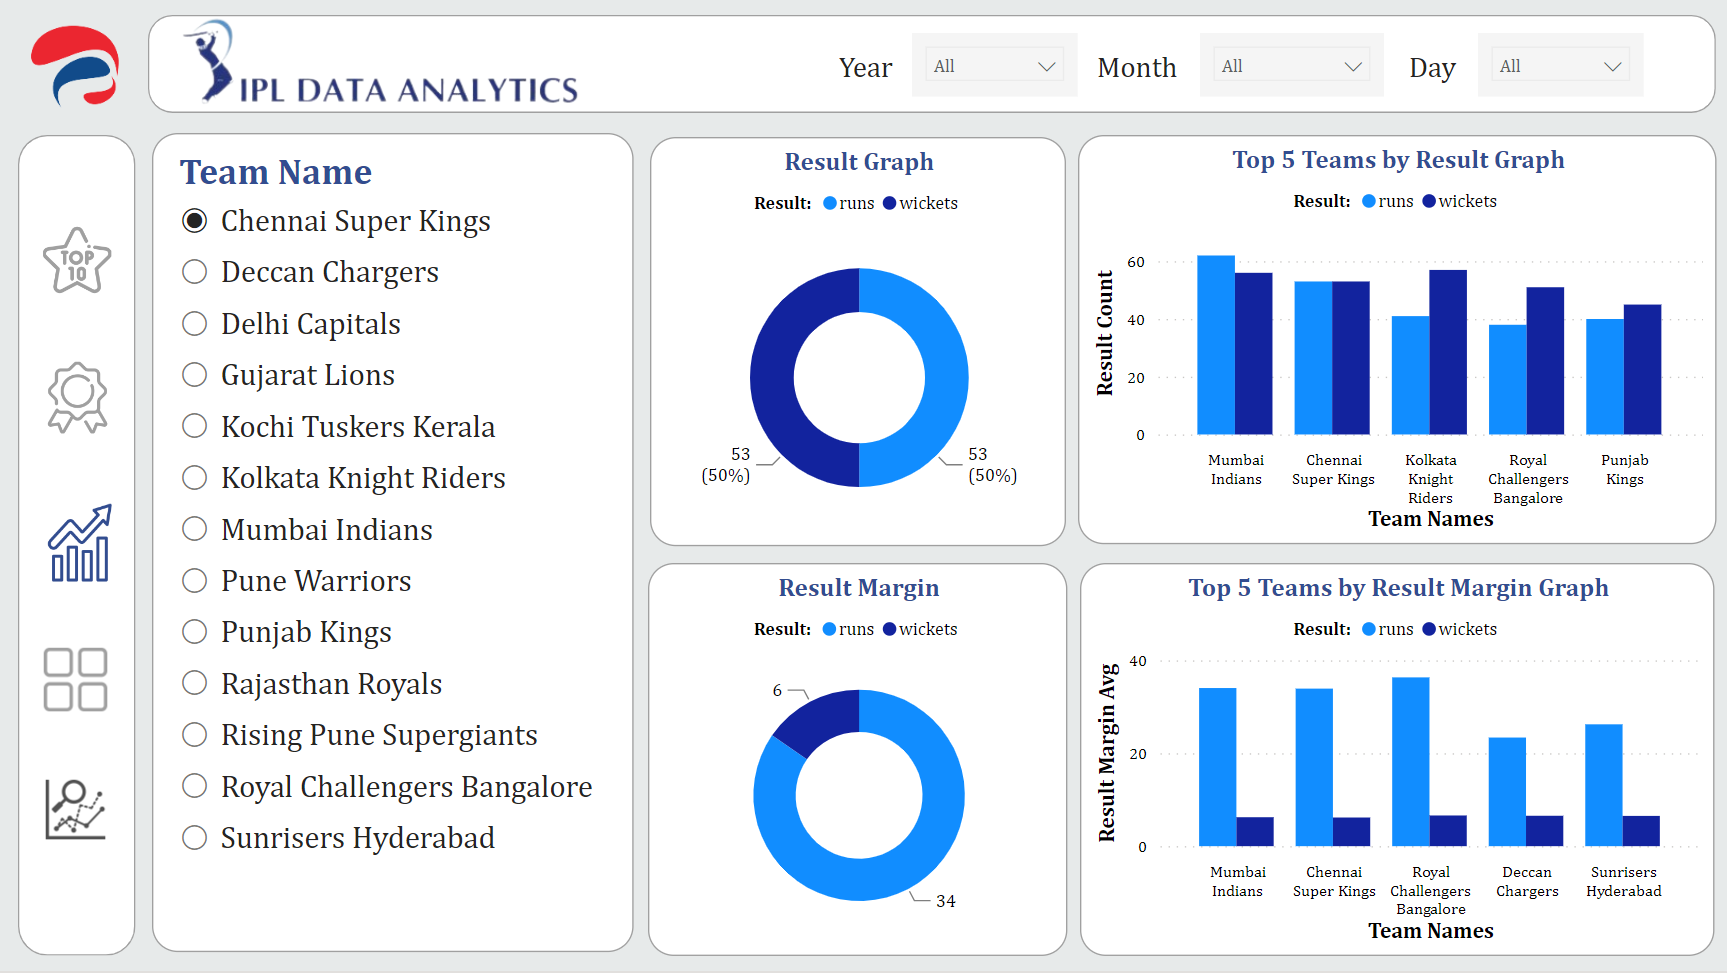 IPL DATA ANALYTICS
Year
All
Month
All
Day
All
TOP
10
Team Name
Chennai Super Kings
Deccan Chargers
Delhi Capitals
Gujarat Lions
Kochi Tuskers Kerala
Kolkata Knight Riders
Mumbai Indians
Pune Warriors
Punjab Kings
Rajasthan Royals
Rising Pune Supergiants
Royal Challengers Bangalore
Sunrisers Hyderabad
Result Graph
Result: runs wickets
53
(50%)
53
(50%)
Top 5 Teams by Result Graph
Result: runs wickets
Result Count
60
40
20
0
Mumbai
Indians
Chennai
Super Kings
Kolkata
Knight
Riders
Royal
Challengers
Bangalore
Punjab
Kings
Team Names
Result Margin
Result: runs wickets
6
34
Top 5 Teams by Result Margin Graph
Result: runs wickets
Result Margin Avg
40
20
0
Mumbai
Indians
Chennai
Super Kings
Royal
Challengers
Bangalore
Deccan
Chargers
Sunrisers
Hyderabad
Team Names